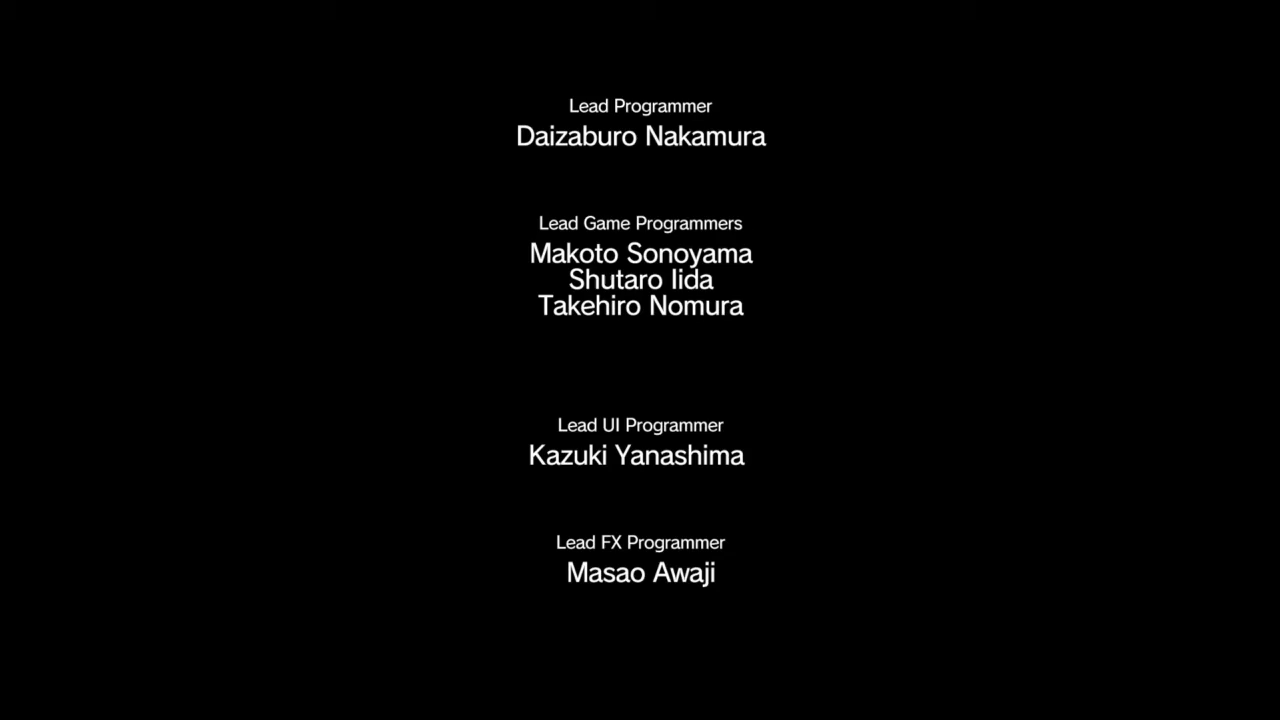 Lead Programmer
Daizaburo Nakamura
Lead Game Programmers
Makoto Sonoyama
Shutaro Iida
Takehiro Nomura
Lead UI Programmer
Kazuki Yanashima
Lead FX Programmer
Masao Awaji